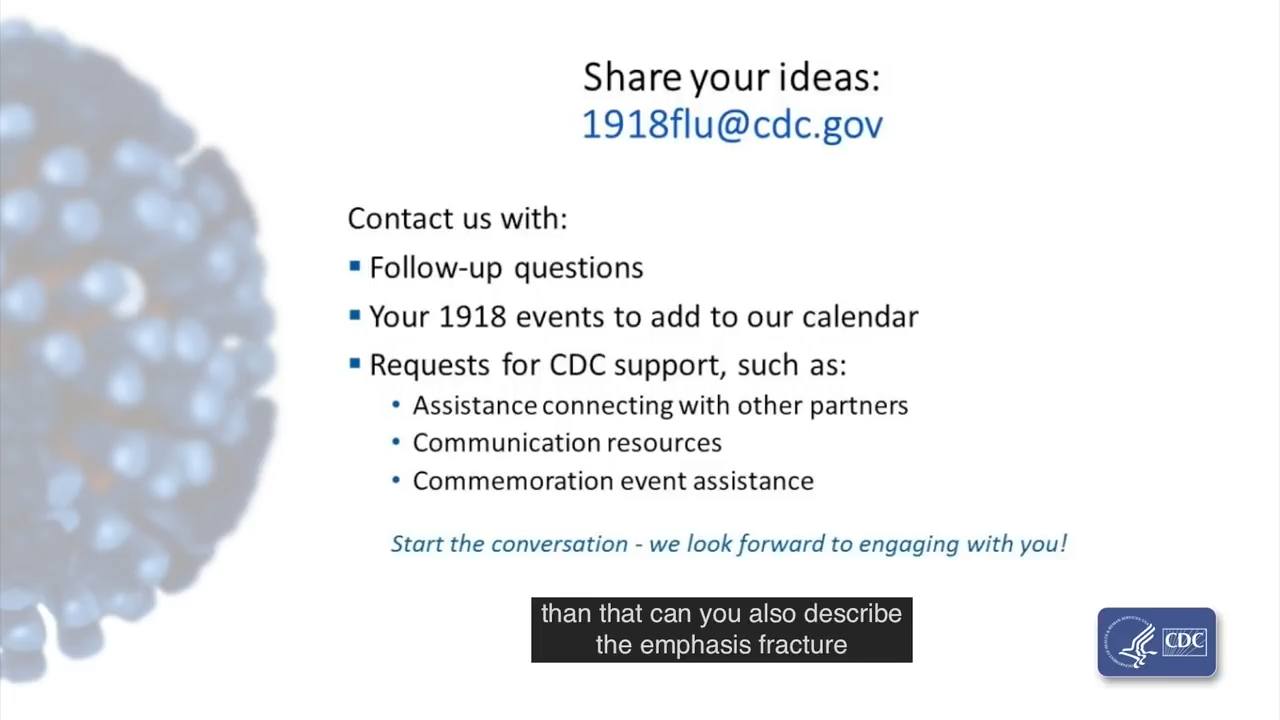 Share your ideas:
1918flu@cdc.gov
Contact us with:
▪ Follow-up questions
▪ Your 1918 events to add to our calendar
▪ Requests for CDC support, such as:
• Assistance connecting with other partners
• Communication resources
• Commemoration event assistance
Start the conversation - we look forward to engaging with you!
than that can you also describe
the emphasis fracture
CDC